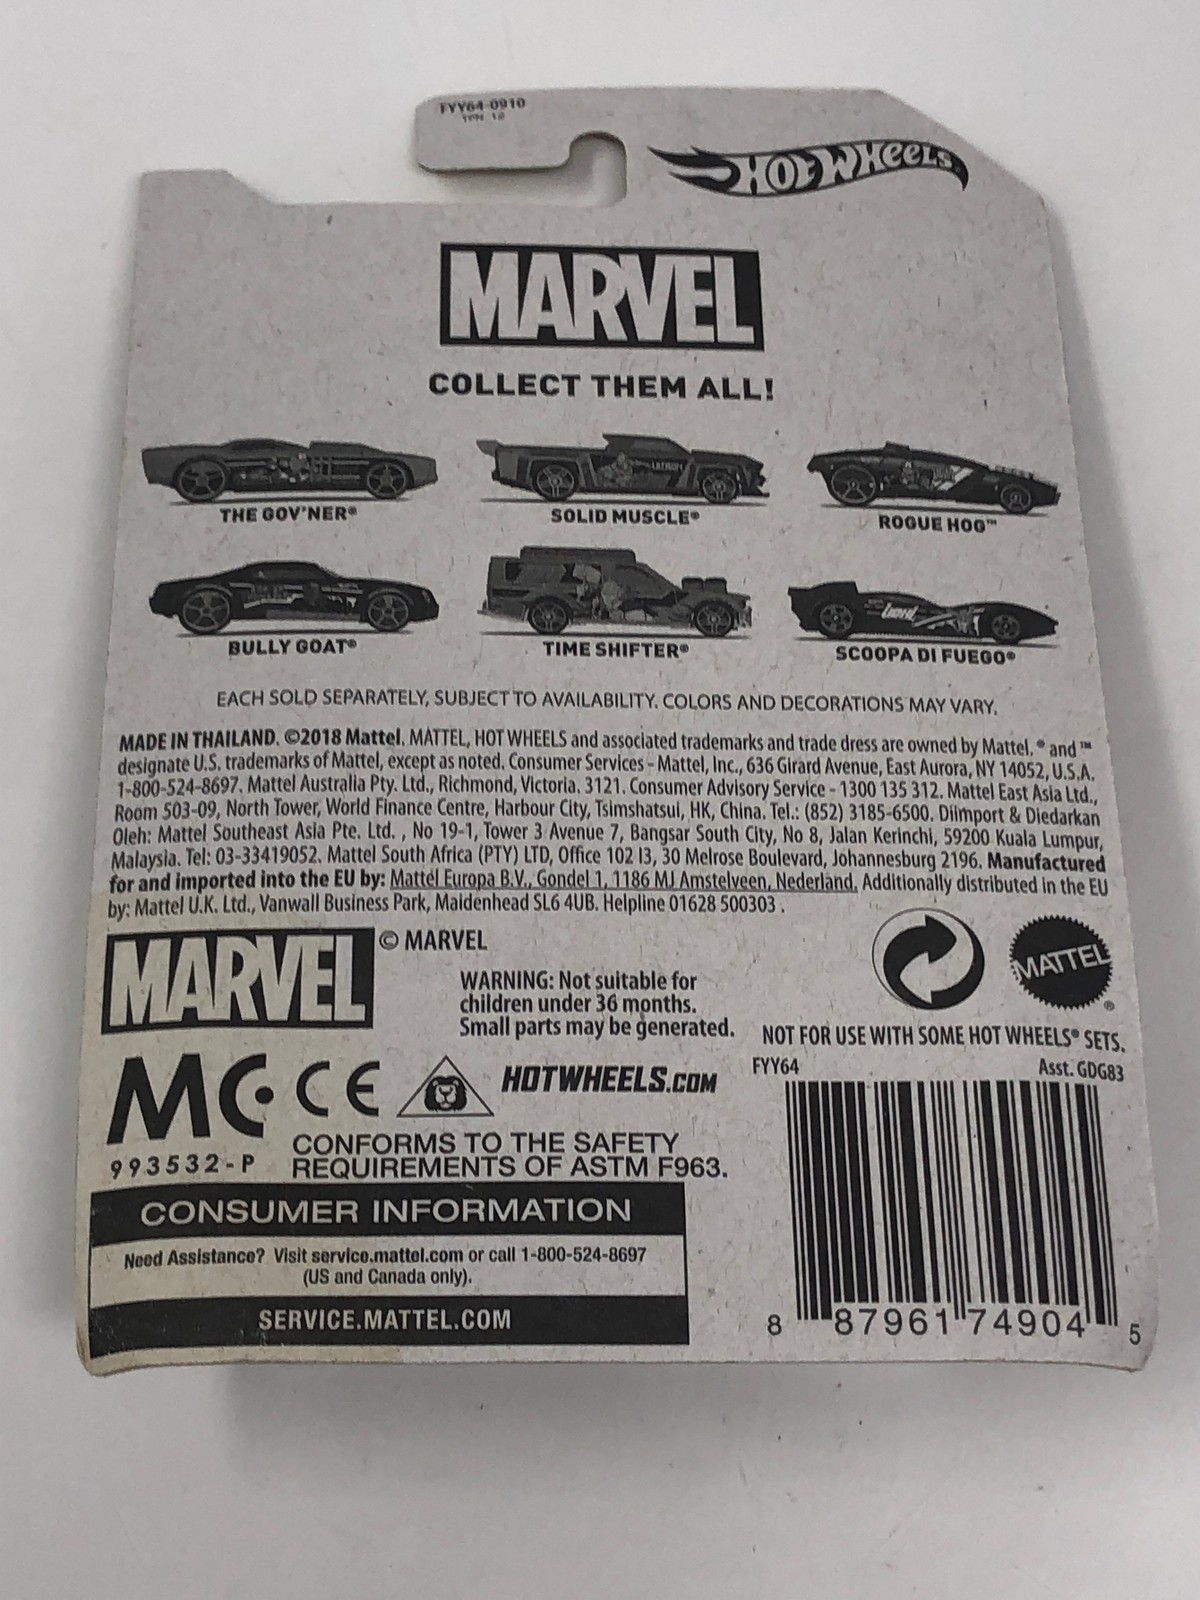 FYY64-0910
HOT WHEELS
MARVEL
COLLECT THEM ALL!
ULTRON
THE GOV'NER®
SOLID MUSCLE®
ROGUE HOG™
BULLY GOAT®
TIME SHIFTER®
SCOOPA DI FUEGO®
EACH SOLD SEPARATELY, SUBJECT TO AVAILABILITY. COLORS AND DECORATIONS MAY VARY.
MADE IN THAILAND. ©2018 Mattel. MATTEL, HOT WHEELS and associated trademarks and trade dress are owned by Mattel. ® and ™
designate U.S. trademarks of Mattel, except as noted. Consumer Services - Mattel, Inc., 636 Girard Avenue, East Aurora, NY 14052, U.S.A.
1-800-524-8697. Mattel Australia Pty. Ltd., Richmond, Victoria. 3121. Consumer Advisory Service - 1300 135 312. Mattel East Asia Ltd.,
Room 503-09, North Tower, World Finance Centre, Harbour City, Tsimshatsui, HK, China. Tel.: (852) 3185-6500. Diimport & Diedarkan
Oleh: Mattel Southeast Asia Pte. Ltd. , No 19-1, Tower 3 Avenue 7, Bangsar South City, No 8, Jalan Kerinchi, 59200 Kuala Lumpur,
Malaysia. Tel: 03-33419052. Mattel South Africa (PTY) LTD, Office 102 I3, 30 Melrose Boulevard, Johannesburg 2196. Manufactured
for and imported into the EU by: Mattel Europa B.V., Gondel 1, 1186 MJ Amstelveen, Nederland. Additionally distributed in the EU
by: Mattel U.K. Ltd., Vanwall Business Park, Maidenhead SL6 4UB. Helpline 01628 500303 .
MARVEL
© MARVEL
WARNING: Not suitable for
children under 36 months.
Small parts may be generated.
MATTEL®
NOT FOR USE WITH SOME HOT WHEELS® SETS.
FYY64
Asst. GDG83
MC
CE
HOTWHEELS.COM
993532-P
CONFORMS TO THE SAFETY
REQUIREMENTS OF ASTM F963.
CONSUMER INFORMATION
Need Assistance? Visit service.mattel.com or call 1-800-524-8697
(US and Canada only).
SERVICE.MATTEL.COM
8 87961 74904 5